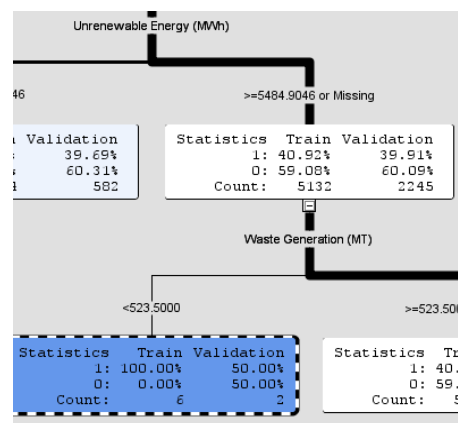 Unrenewable Energy (MWh)
46
>=5484.9046 or Missing
Validation
39.69%
60.31%
582
Statistics Train Validation
1: 40.92% 39.91%
0: 59.08% 60.09%
Count: 5132 2245
Waste Generation (MT)
<523.5000
>=523.50
Statistics Train Validation
1: 100.00% 50.00%
0: 0.00% 50.00%
Count: 6 2
Statistics
1: 40.
0: 59.
Count: